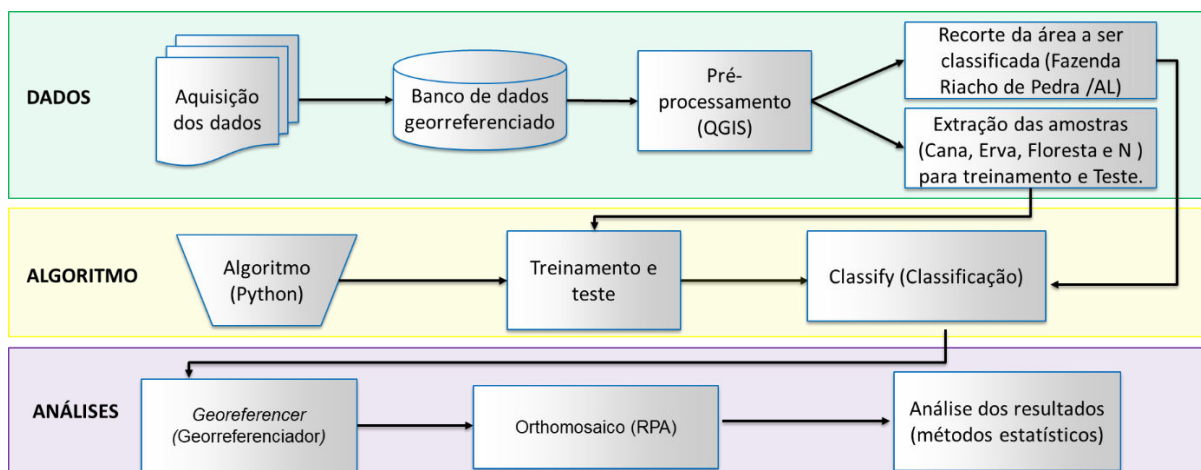 DADOS
Aquisição
dos dados
Banco de dados
georreferenciado
Pré-
processamento
(QGIS)
Recorte da área a ser
classificada (Fazenda
Riacho de Pedra /AL)
Extração das amostras
(Cana, Erva, Floresta e N )
para treinamento e Teste.
ALGORITMO
Algoritmo
(Python)
Treinamento e
teste
Classify (Classificação)
ANÁLISES
Georeferencer
(Georreferenciador)
Orthomosaico (RPA)
Análise dos resultados
(métodos estatísticos)